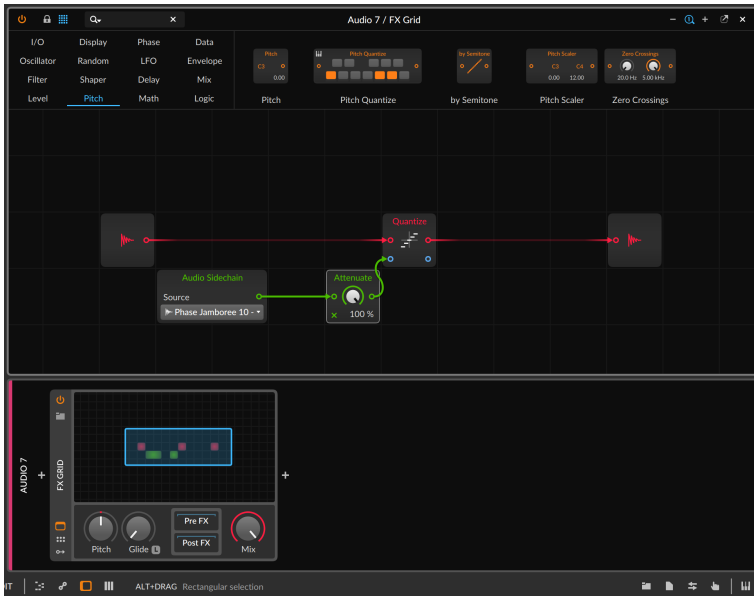 Audio 7 / FX Grid
I/O Display Phase Data
Oscillator Random LFO Envelope
Filter Shaper Delay Mix
Level Pitch Math Logic
Pitch
C3
0.00
Pitch
Pitch Quantize
Pitch Quantize
by Semitone
by Semitone
Pitch Scaler
C3 C4
0.00 12.00
Pitch Scaler
Zero Crossings
20.0 Hz 5.00 kHz
Zero Crossings
Quantize
Audio Sidechain
Source
Phase Jamboree 10 -
Attenuate
100 %
AUDIO 7
FX GRID
Pitch
Glide L
Pre FX
Post FX
Mix
ALT+DRAG Rectangular selection